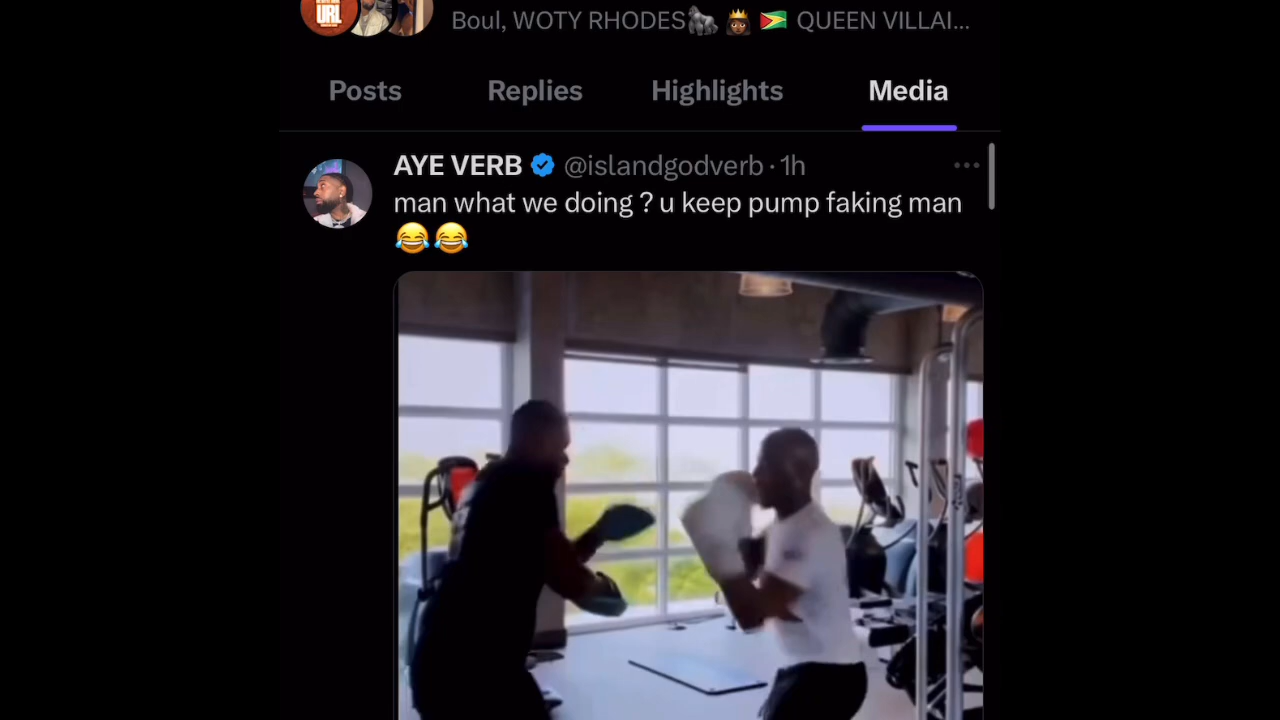 URL
Boul, WOTY RHODES🦍 👸🏾 🇬🇾 QUEEN VILLAI...
Posts Replies Highlights Media
AYE VERB @islandgodverb · 1h
man what we doing ? u keep pump faking man
😂😂